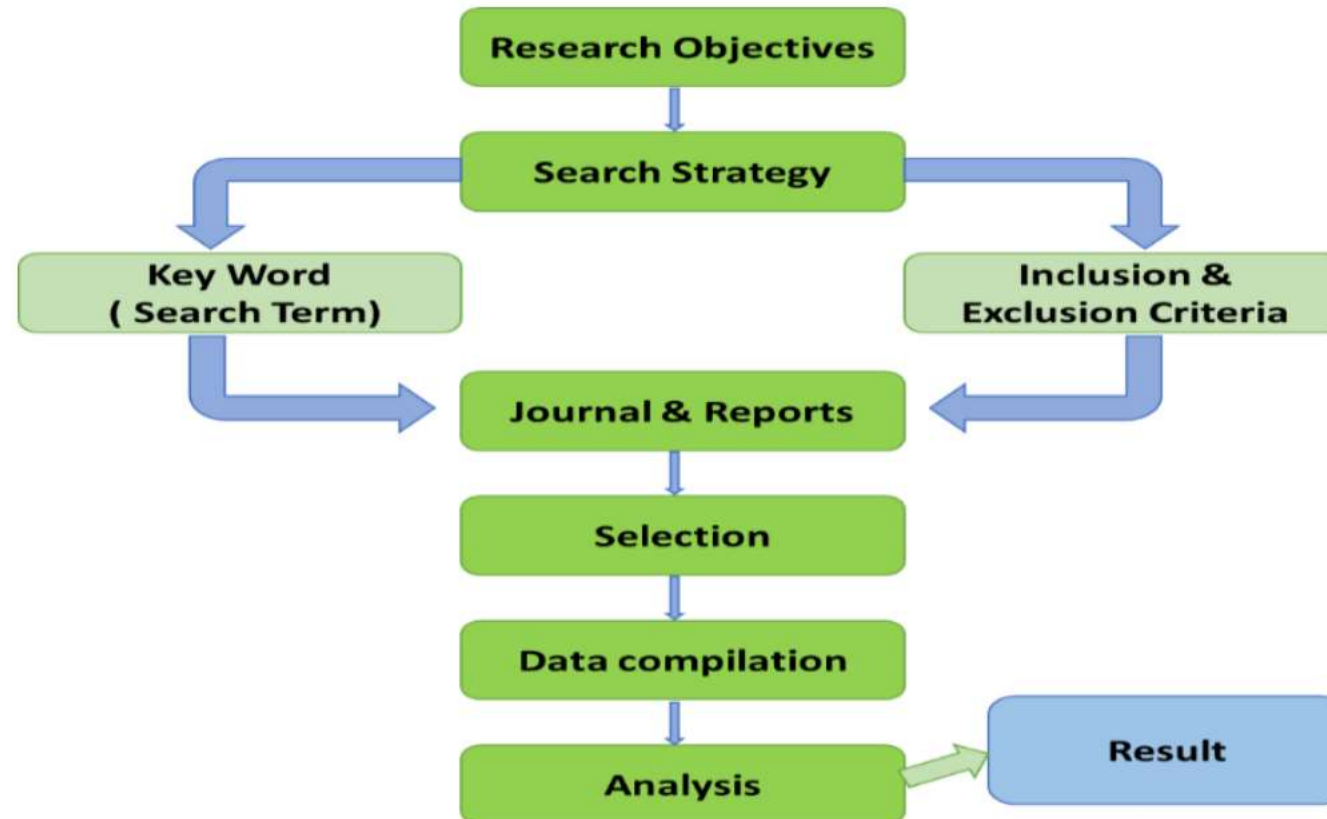 Research Objectives
Search Strategy
Key Word
( Search Term)
Inclusion &
Exclusion Criteria
Journal & Reports
Selection
Data compilation
Analysis
Result